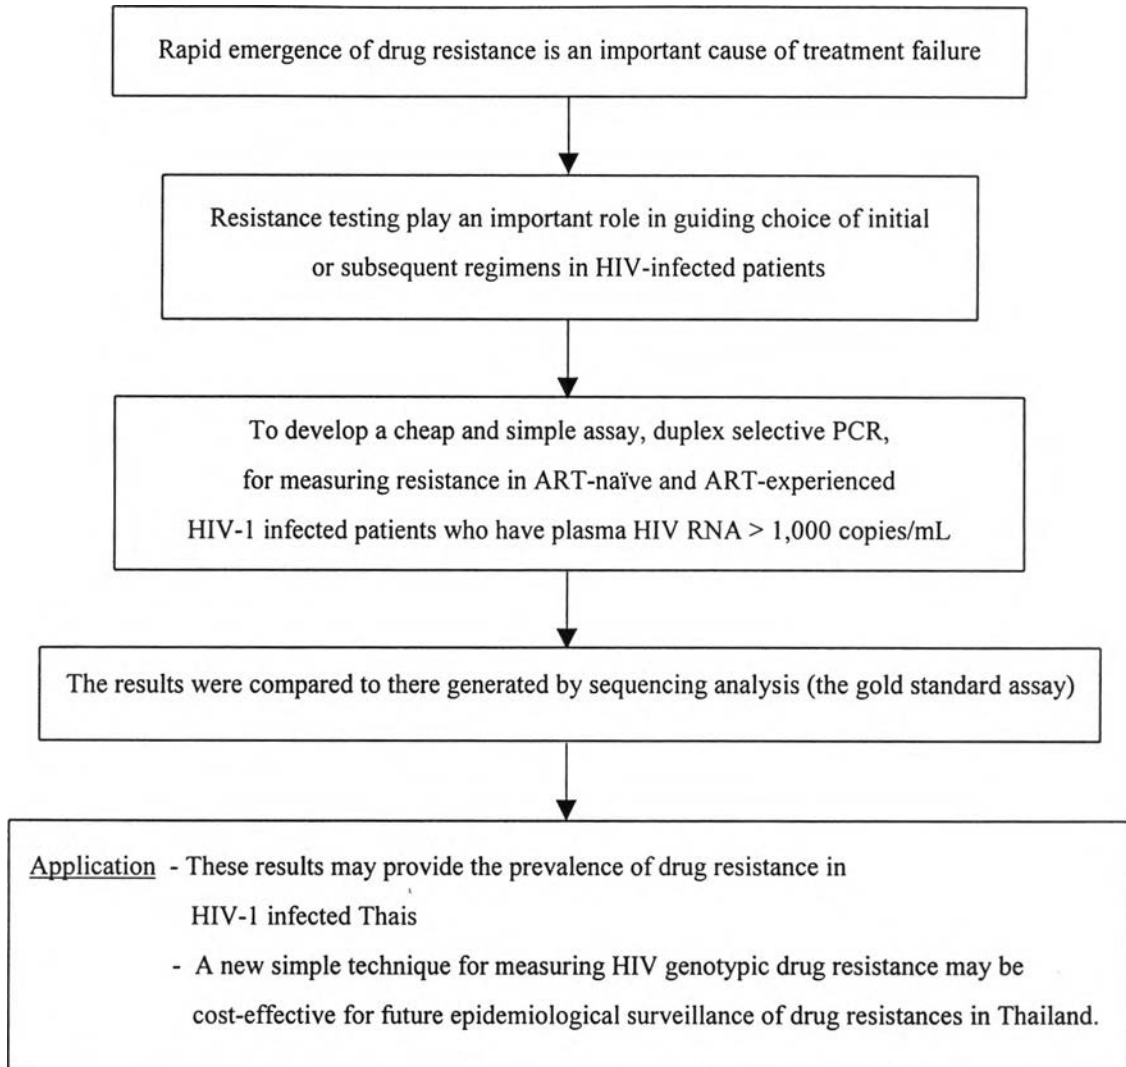 Rapid emergence of drug resistance is an important cause of treatment failure
Resistance testing play an important role in guiding choice of initial
or subsequent regimens in HIV-infected patients
To develop a cheap and simple assay, duplex selective PCR,
for measuring resistance in ART-naïve and ART-experienced
HIV-1 infected patients who have plasma HIV RNA > 1,000 copies/mL
The results were compared to there generated by sequencing analysis (the gold standard assay)
Application - These results may provide the prevalence of drug resistance in
HIV-1 infected Thais
- A new simple technique for measuring HIV genotypic drug resistance may be
cost-effective for future epidemiological surveillance of drug resistances in Thailand.